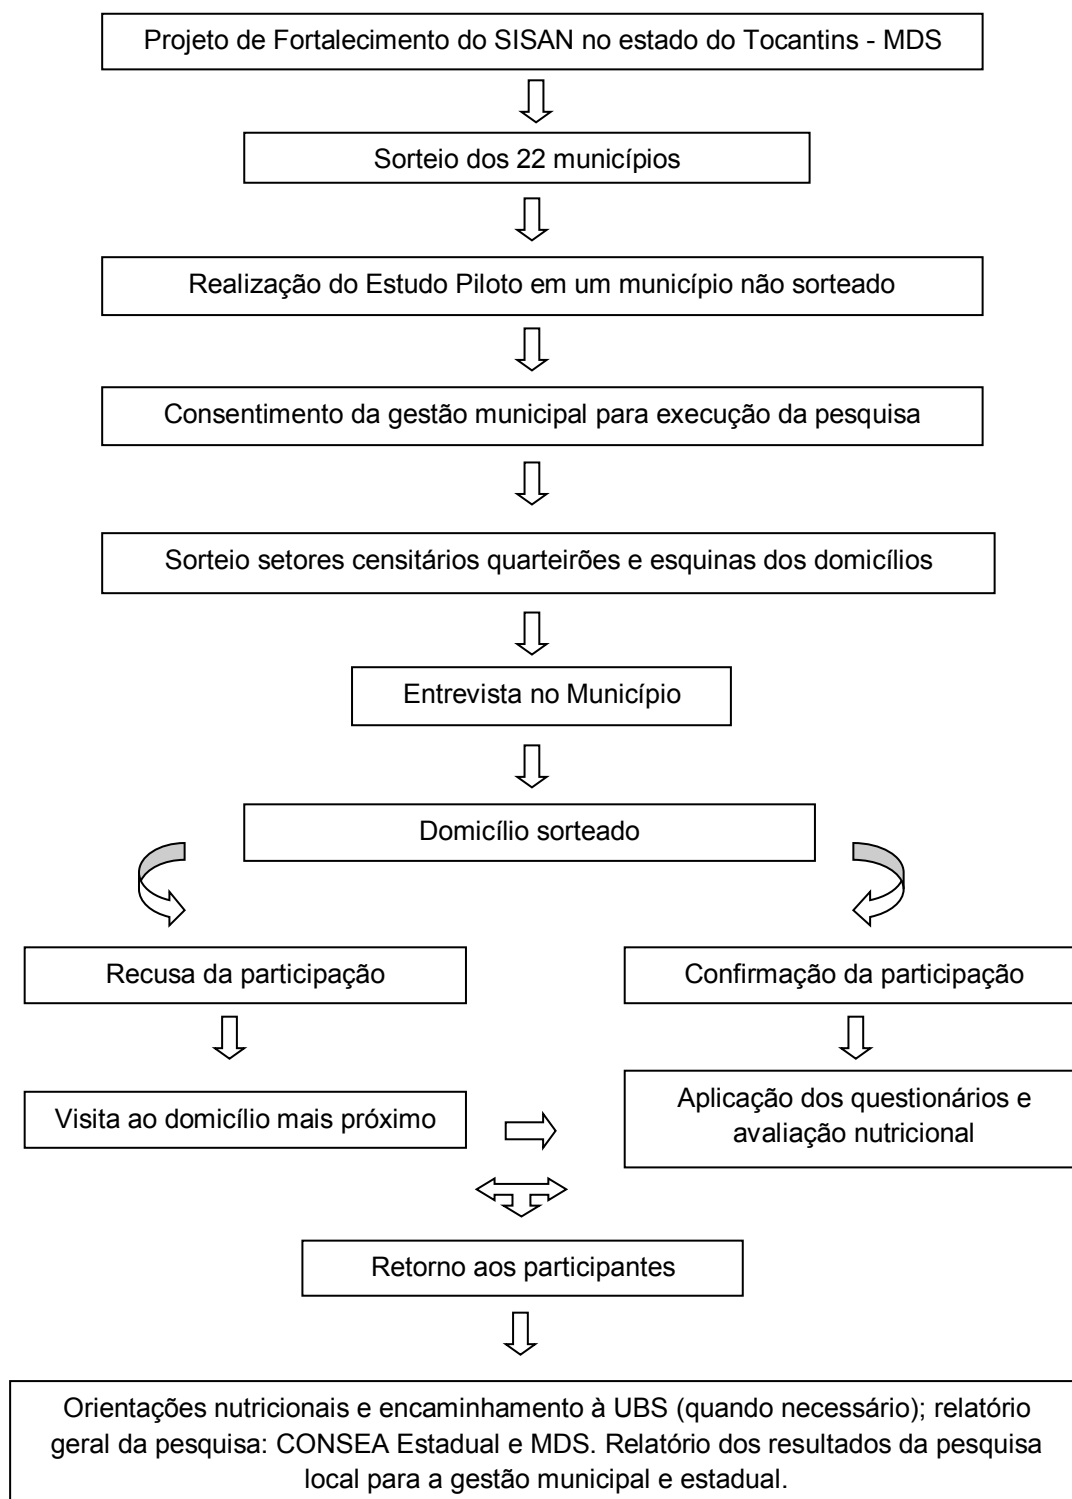 Projeto de Fortalecimento do SISAN no estado do Tocantins - MDS
Sorteio dos 22 municípios
Realização do Estudo Piloto em um município não sorteado
Consentimento da gestão municipal para execução da pesquisa
Sorteio setores censitários quarteirões e esquinas dos domicílios
Entrevista no Município
Domicílio sorteado
Recusa da participação
Confirmação da participação
Visita ao domicílio mais próximo
Aplicação dos questionários e
avaliação nutricional
Retorno aos participantes
Orientações nutricionais e encaminhamento à UBS (quando necessário); relatório
geral da pesquisa: CONSEA Estadual e MDS. Relatório dos resultados da pesquisa
local para a gestão municipal e estadual.